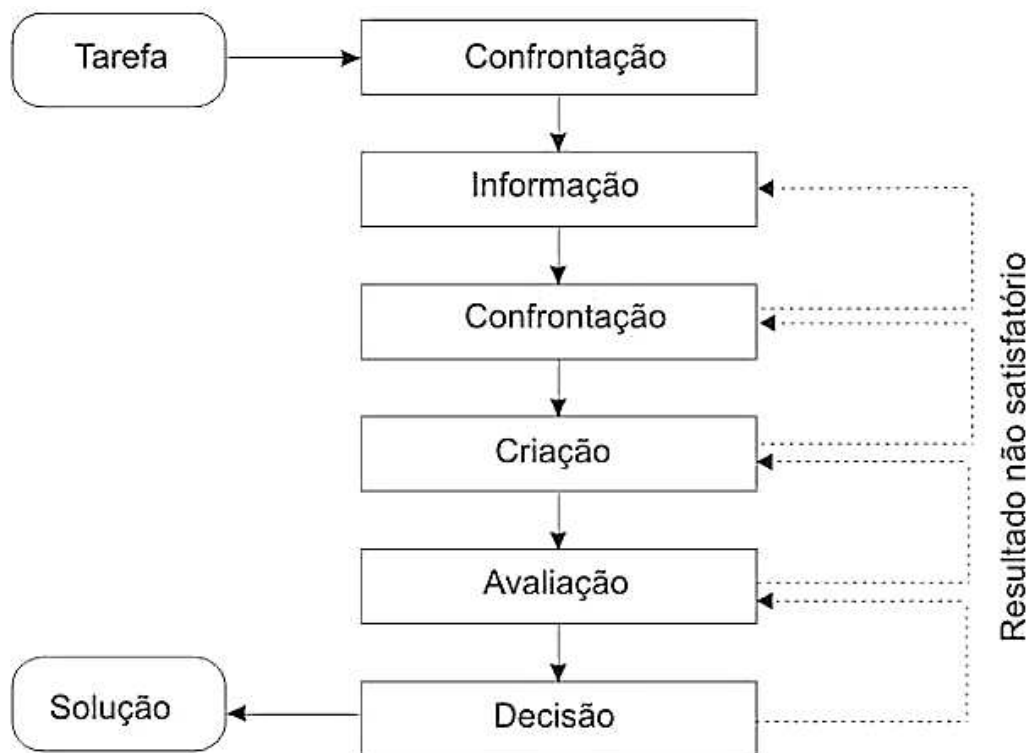 Tarefa
Confrontação
Informação
Confrontação
Criação
Avaliação
Decisão
Solução
Resultado não satisfatório